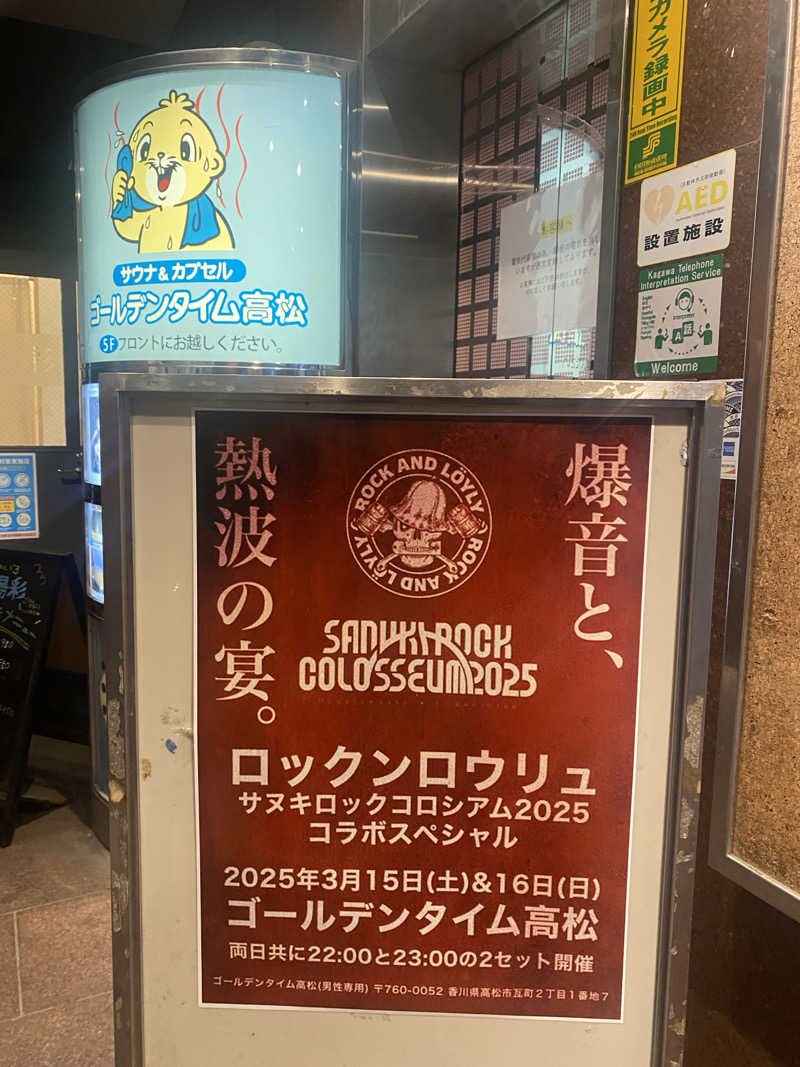 サウナ&カプセル
ゴールデンタイム高松
5Fフロントにお越しください。
カメラ録画中
AED
設置施設
Kagawa Telephone
Interpretation Service
Interpreter
A話
Welcome
爆音と、
熱波の宴。
ROCK AND LÖYLY
ROCK AND LÖYLY
SANUKI ROCK
COLOSSEUM2025
ロックンロウリュ
サヌキロックコロシアム2025
コラボスペシャル
2025年3月15日(土)&16日(日)
ゴールデンタイム高松
両日共に22:00と23:00の2セット開催
ゴールデンタイム高松(男性専用) 〒760-0052 香川県高松市瓦町2丁目1番地7